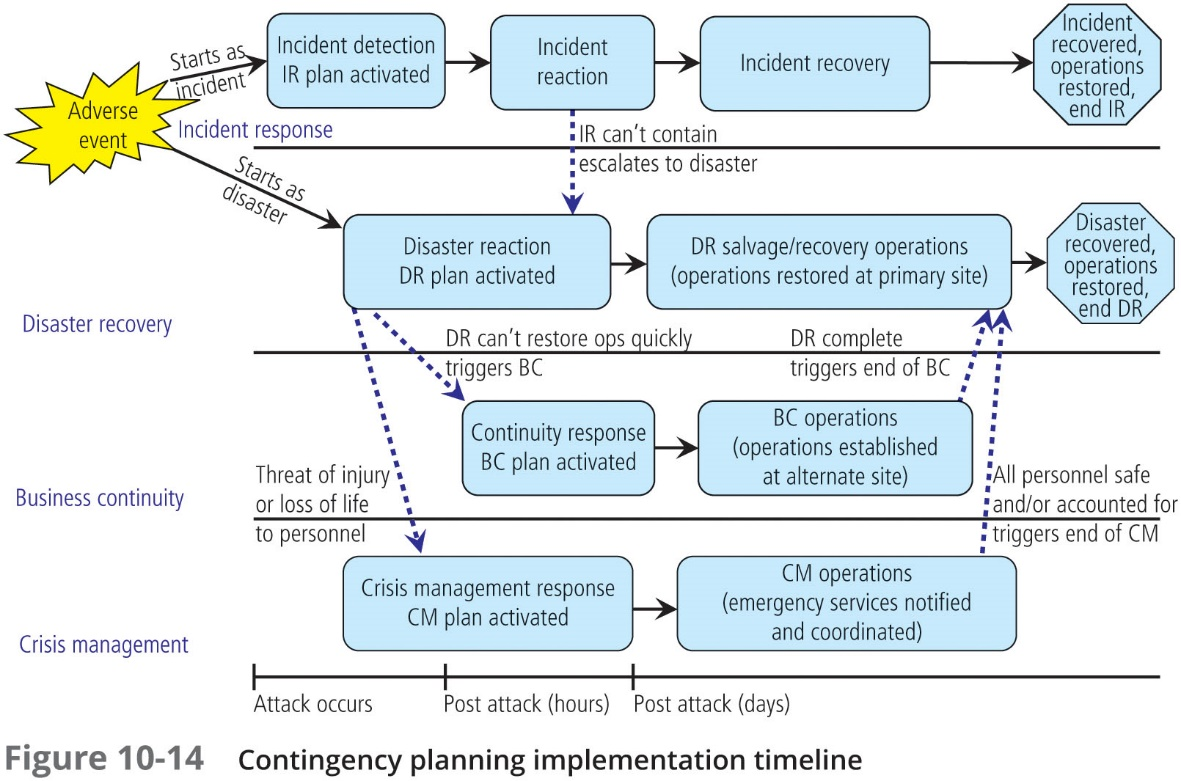 Incident detection
IR plan activated
Incident
reaction
Incident recovery
Incident
recovered,
operations
restored,
end IR
Starts as
incident
Adverse
event
Incident response
IR can't contain
escalates to disaster
Starts as
disaster
Disaster reaction
DR plan activated
DR salvage/recovery operations
(operations restored at primary site)
Disaster
recovered,
operations
restored,
end DR
Disaster recovery
DR can't restore ops quickly
triggers BC
DR complete
triggers end of BC
Continuity response
BC plan activated
BC operations
(operations established
at alternate site)
Threat of injury
or loss of life
to personnel
Business continuity
All personnel safe
and/or accounted for
triggers end of CM
Crisis management response
CM plan activated
CM operations
(emergency services notified
and coordinated)
Crisis management
Attack occurs
Post attack (hours)
Post attack (days)
Figure 10-14 Contingency planning implementation timeline